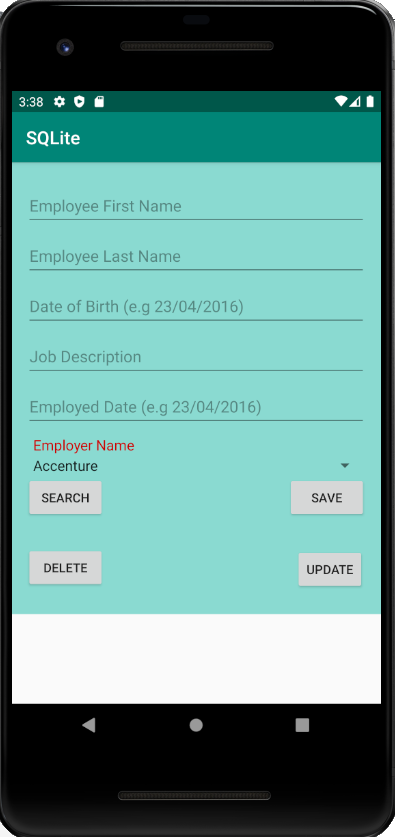 3:38
SQLite
Employee First Name
Employee Last Name
Date of Birth (e.g 23/04/2016)
Job Description
Employed Date (e.g 23/04/2016)
Employer Name
Accenture
SEARCH SAVE
DELETE UPDATE